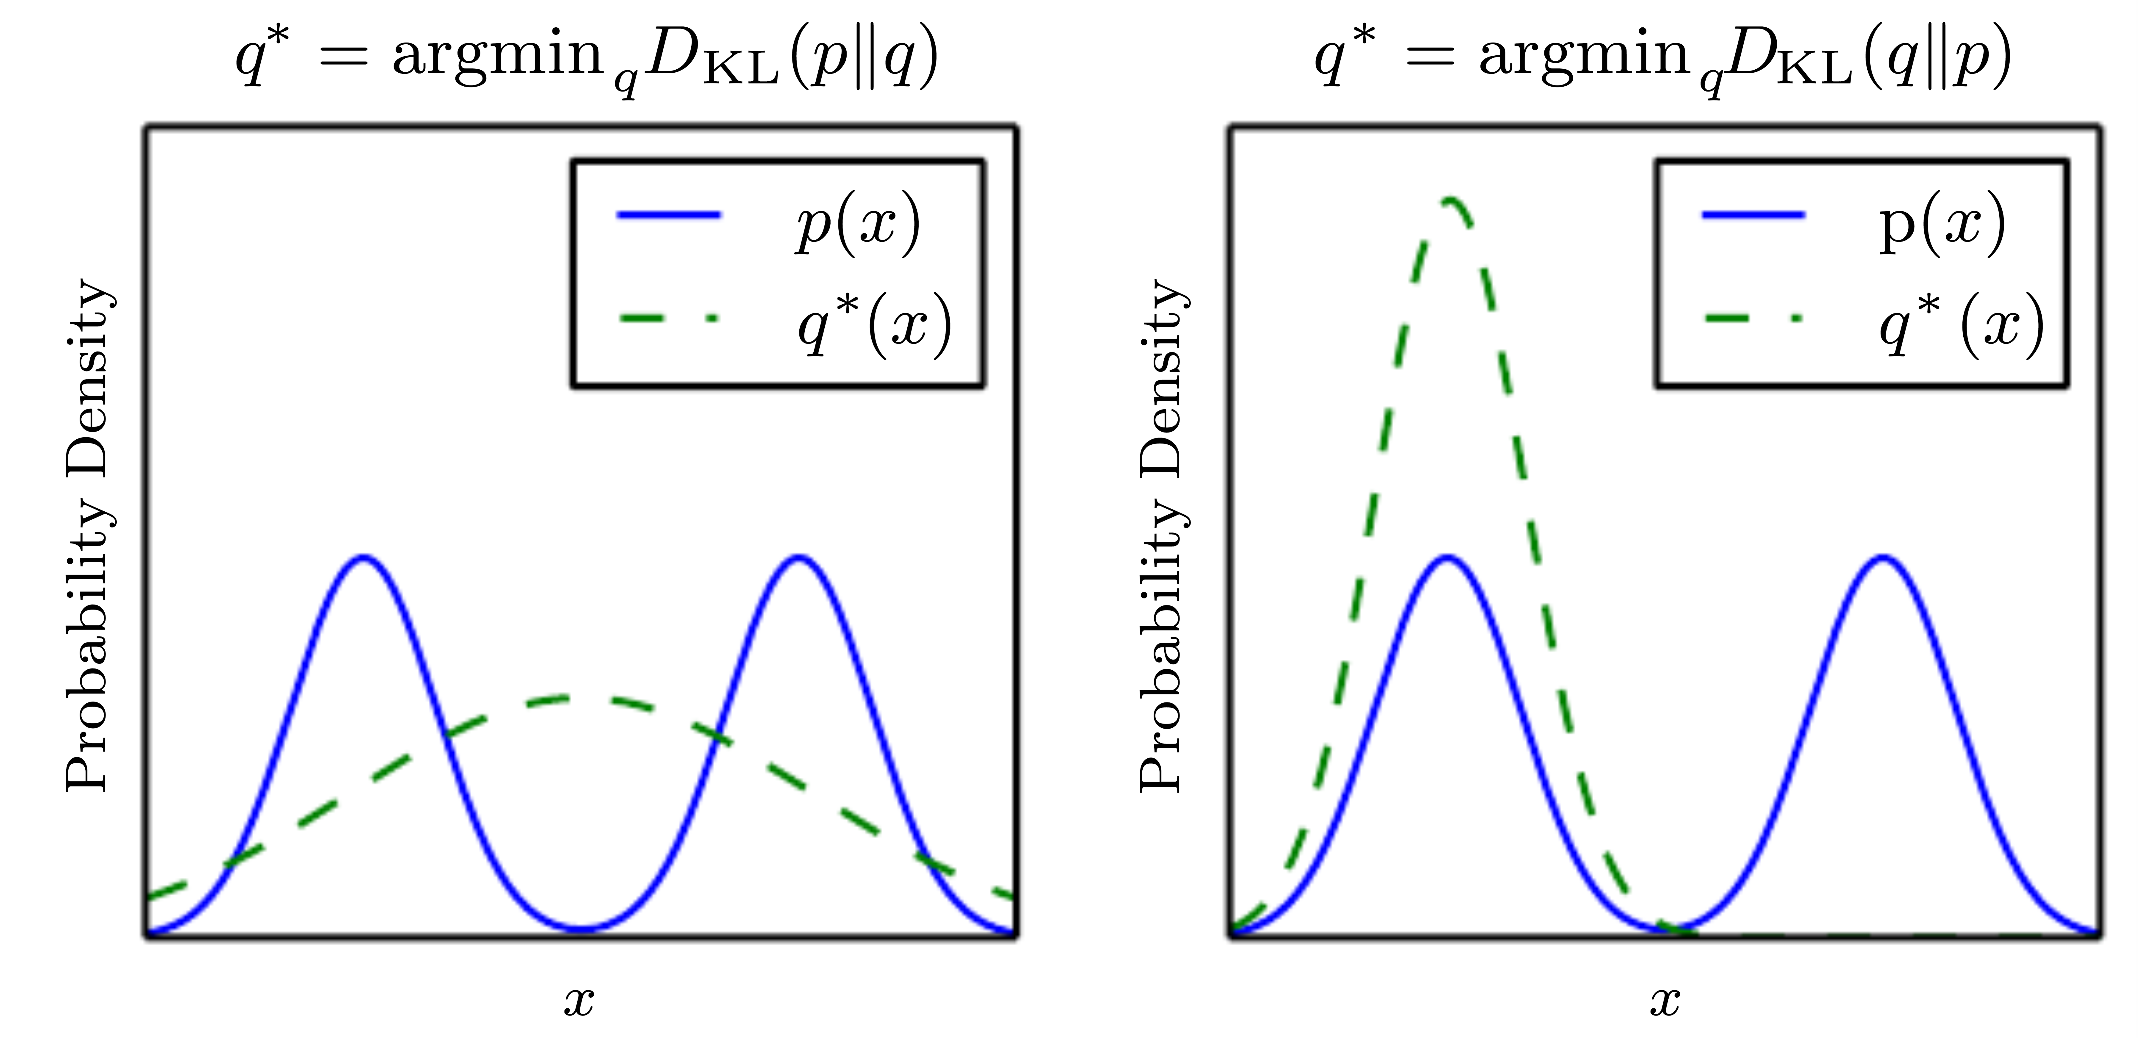 q* = argmin_q D_KL(p∥q)
p(x)
q*(x)
Probability Density
x
q* = argmin_q D_KL(q∥p)
p(x)
q*(x)
Probability Density
x